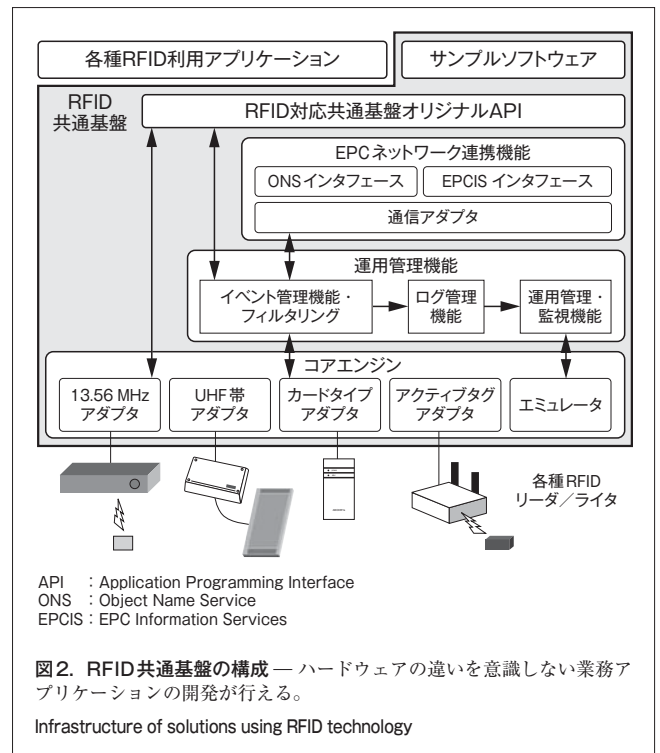 各種RFID利用アプリケーション
サンプルソフトウェア
RFID
共通基盤
RFID対応共通基盤オリジナルAPI
EPCネットワーク連携機能
ONSインタフェース
EPCIS インタフェース
通信アダプタ
運用管理機能
イベント管理機能・
フィルタリング
ログ管理
機能
運用管理・
監視機能
コアエンジン
13.56 MHz
アダプタ
UHF帯
アダプタ
カードタイプ
アダプタ
アクティブタグ
アダプタ
エミュレータ
各種RFID
リーダ／ライタ
API : Application Programming Interface
ONS : Object Name Service
EPCIS : EPC Information Services
図2. RFID共通基盤の構成 — ハードウェアの違いを意識しない業務ア
プリケーションの開発が行える。
Infrastructure of solutions using RFID technology